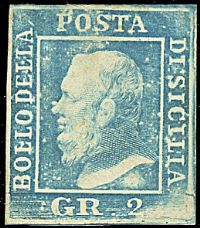 BOLLO DELLA
POSTA
DI SICILIA
GR. 2